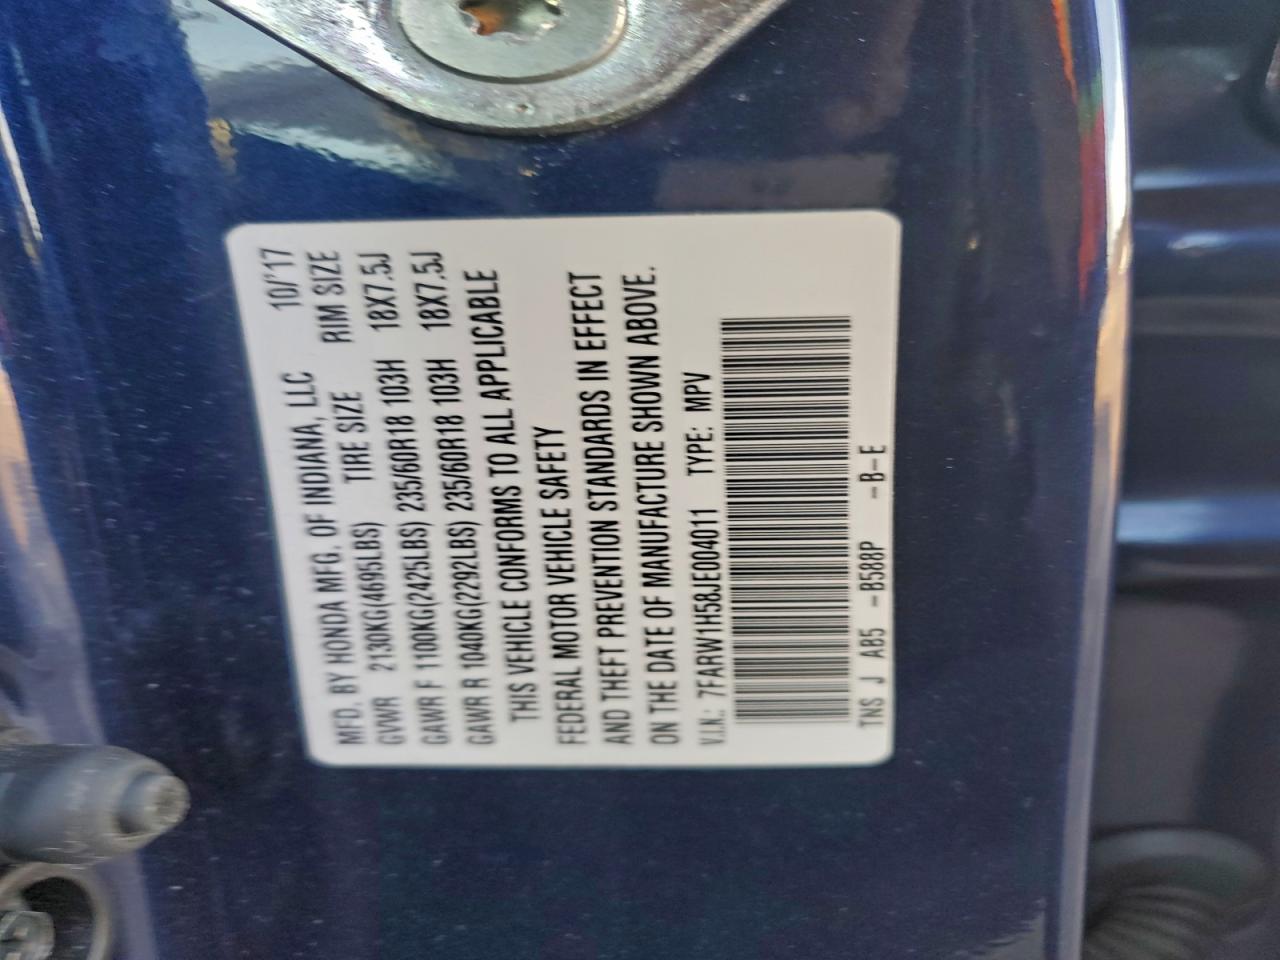 MFD. BY HONDA MFG. OF INDIANA, LLC 10/'17
GVWR 2130KG(4695LBS) TIRE SIZE RIM SIZE
GAWR F 1100KG(2425LBS) 235/60R18 103H 18X7.5J
GAWR R 1040KG(2292LBS) 235/60R18 103H 18X7.5J
THIS VEHICLE CONFORMS TO ALL APPLICABLE
FEDERAL MOTOR VEHICLE SAFETY
AND THEFT PREVENTION STANDARDS IN EFFECT
ON THE DATE OF MANUFACTURE SHOWN ABOVE.
V.I.N.: 7FARW1H58JE004011 TYPE: MPV
TNS J A85 -B588P -B-E